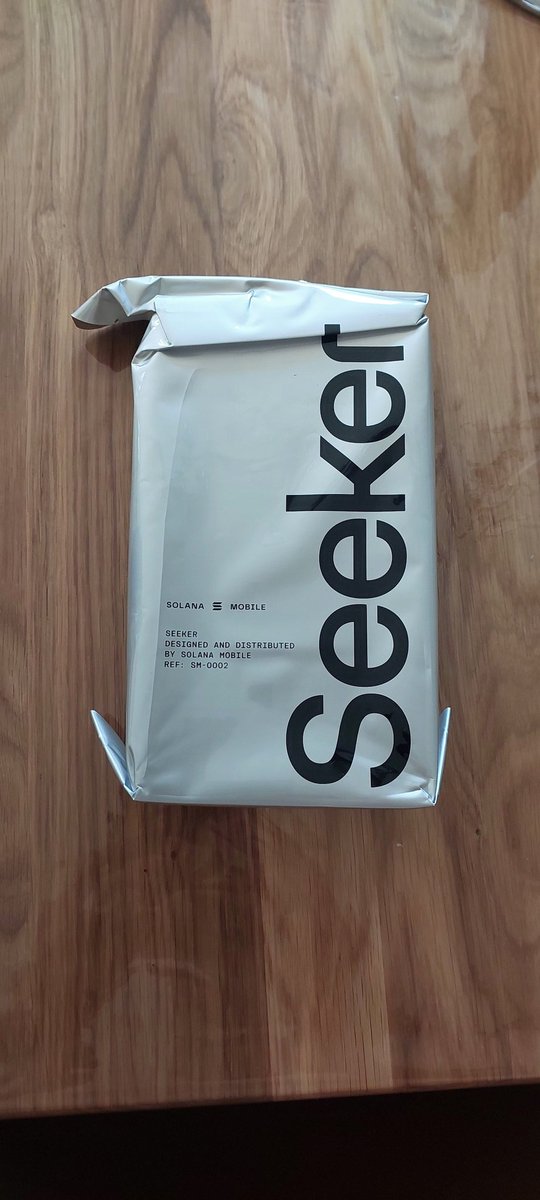 Seeker
SOLANA MOBILE
SEEKER
DESIGNED AND DISTRIBUTED
BY SOLANA MOBILE
REF: SM-0002